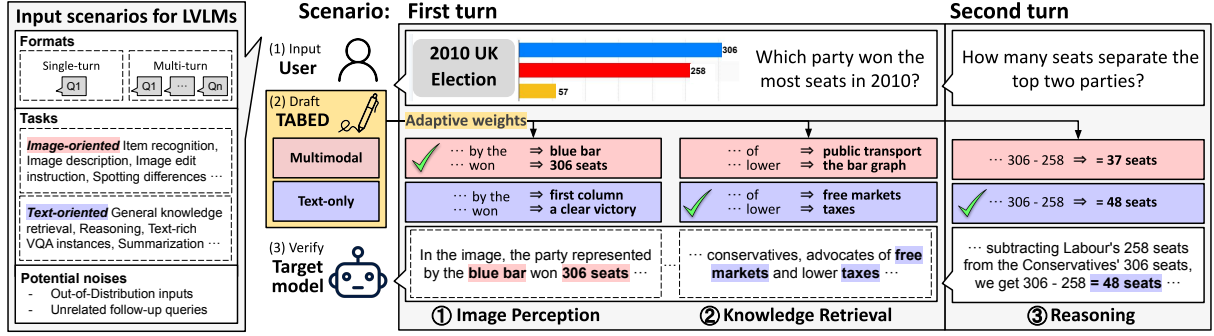 Input scenarios for LVLMs
Formats
Single-turn
Multi-turn
Q1
Q1
⋯
Qn
Tasks
Image-oriented Item recognition,
Image description, Image edit
instruction, Spotting differences ⋯
Text-oriented General knowledge
retrieval, Reasoning, Text-rich
VQA instances, Summarization ⋯
Potential noises
- Out-of-Distribution inputs
- Unrelated follow-up queries
Scenario:
First turn
Second turn
(1) Input
User
2010 UK
Election
306
258
57
Which party won the
most seats in 2010?
How many seats separate the
top two parties?
(2) Draft
TABED
Adaptive weights
Multimodal
⋯ by the ⇒ blue bar
⋯ won ⇒ 306 seats
⋯ of ⇒ public transport
⋯ lower ⇒ the bar graph
⋯ 306 - 258 ⇒ = 37 seats
Text-only
⋯ by the ⇒ first column
⋯ won ⇒ a clear victory
⋯ of ⇒ free markets
⋯ lower ⇒ taxes
⋯ 306 - 258 ⇒ = 48 seats
(3) Verify
Target
model
In the image, the party represented
by the blue bar won 306 seats ⋯
⋯
⋯ conservatives, advocates of free
markets and lower taxes ⋯
⋯ subtracting Labour's 258 seats
from the Conservatives' 306 seats,
we get 306 - 258 = 48 seats ⋯
① Image Perception
② Knowledge Retrieval
③ Reasoning